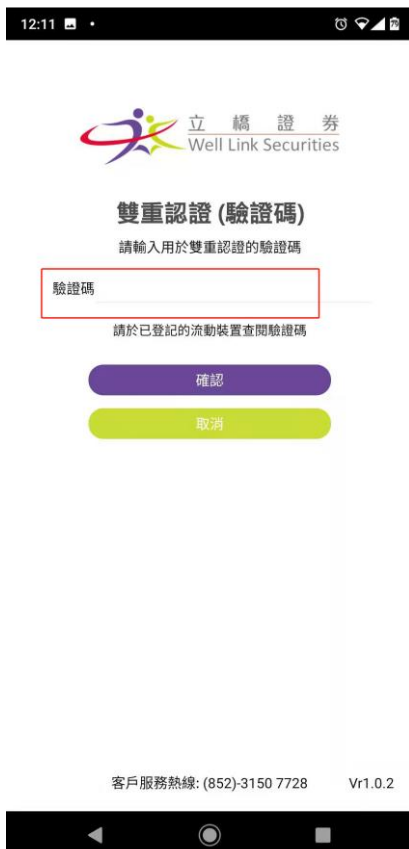 12:11
立橋證券
Well Link Securities
雙重認證 (驗證碼)
請輸入用於雙重認證的驗證碼
驗證碼
請於已登記的流動裝置查閱驗證碼
確認
取消
客戶服務熱線: (852)-3150 7728 Vr1.0.2